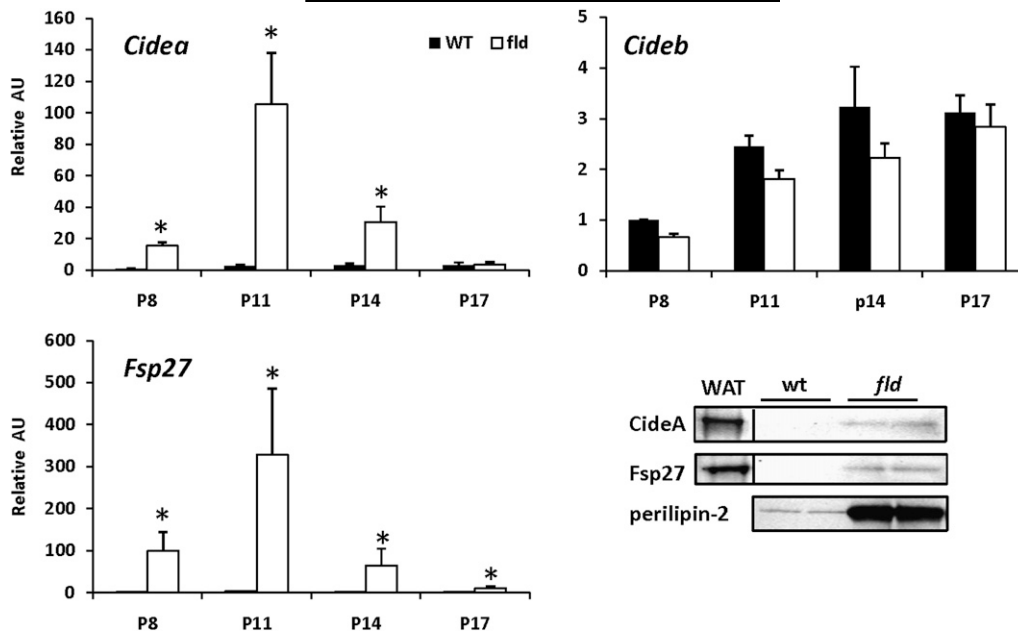 Cidea
WT fld
Relative AU
160
140
120
100
80
60
40
20
0
* * *
P8 P11 P14 P17
Cideb
5
4
3
2
1
0
P8 P11 p14 P17
Fsp27
Relative AU
600
500
400
300
200
100
0
* * * *
P8 P11 P14 P17
WAT wt fld
CideA
Fsp27
perilipin-2